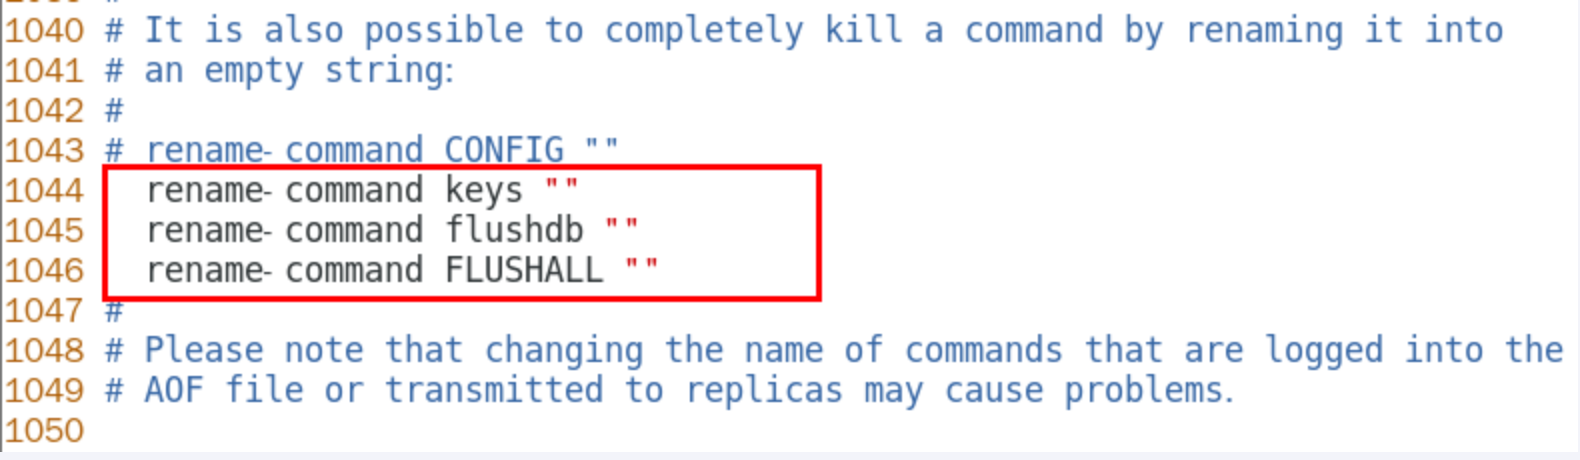 1040 # It is also possible to completely kill a command by renaming it into
1041 # an empty string:
1042 #
1043 # rename-command CONFIG ""
1044   rename-command keys ""
1045   rename-command flushdb ""
1046   rename-command FLUSHALL ""
1047 #
1048 # Please note that changing the name of commands that are logged into the
1049 # AOF file or transmitted to replicas may cause problems.
1050